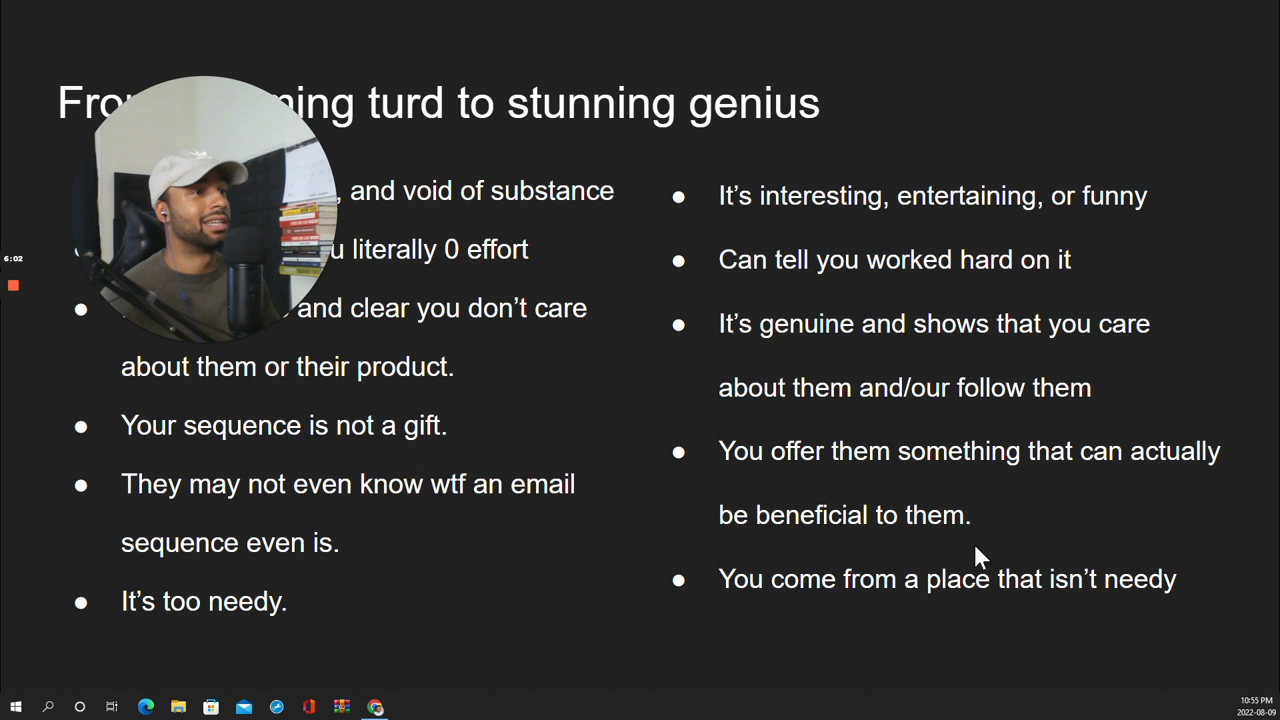 ing turd to stunning genius
, and void of substance
literally 0 effort
and clear you don’t care
about them or their product.
Your sequence is not a gift.
They may not even know wtf an email
sequence even is.
It’s too needy.
It’s interesting, entertaining, or funny
Can tell you worked hard on it
It’s genuine and shows that you care
about them and/our follow them
You offer them something that can actually
be beneficial to them.
You come from a place that isn’t needy
6:02
10:55 PM
2022-08-09